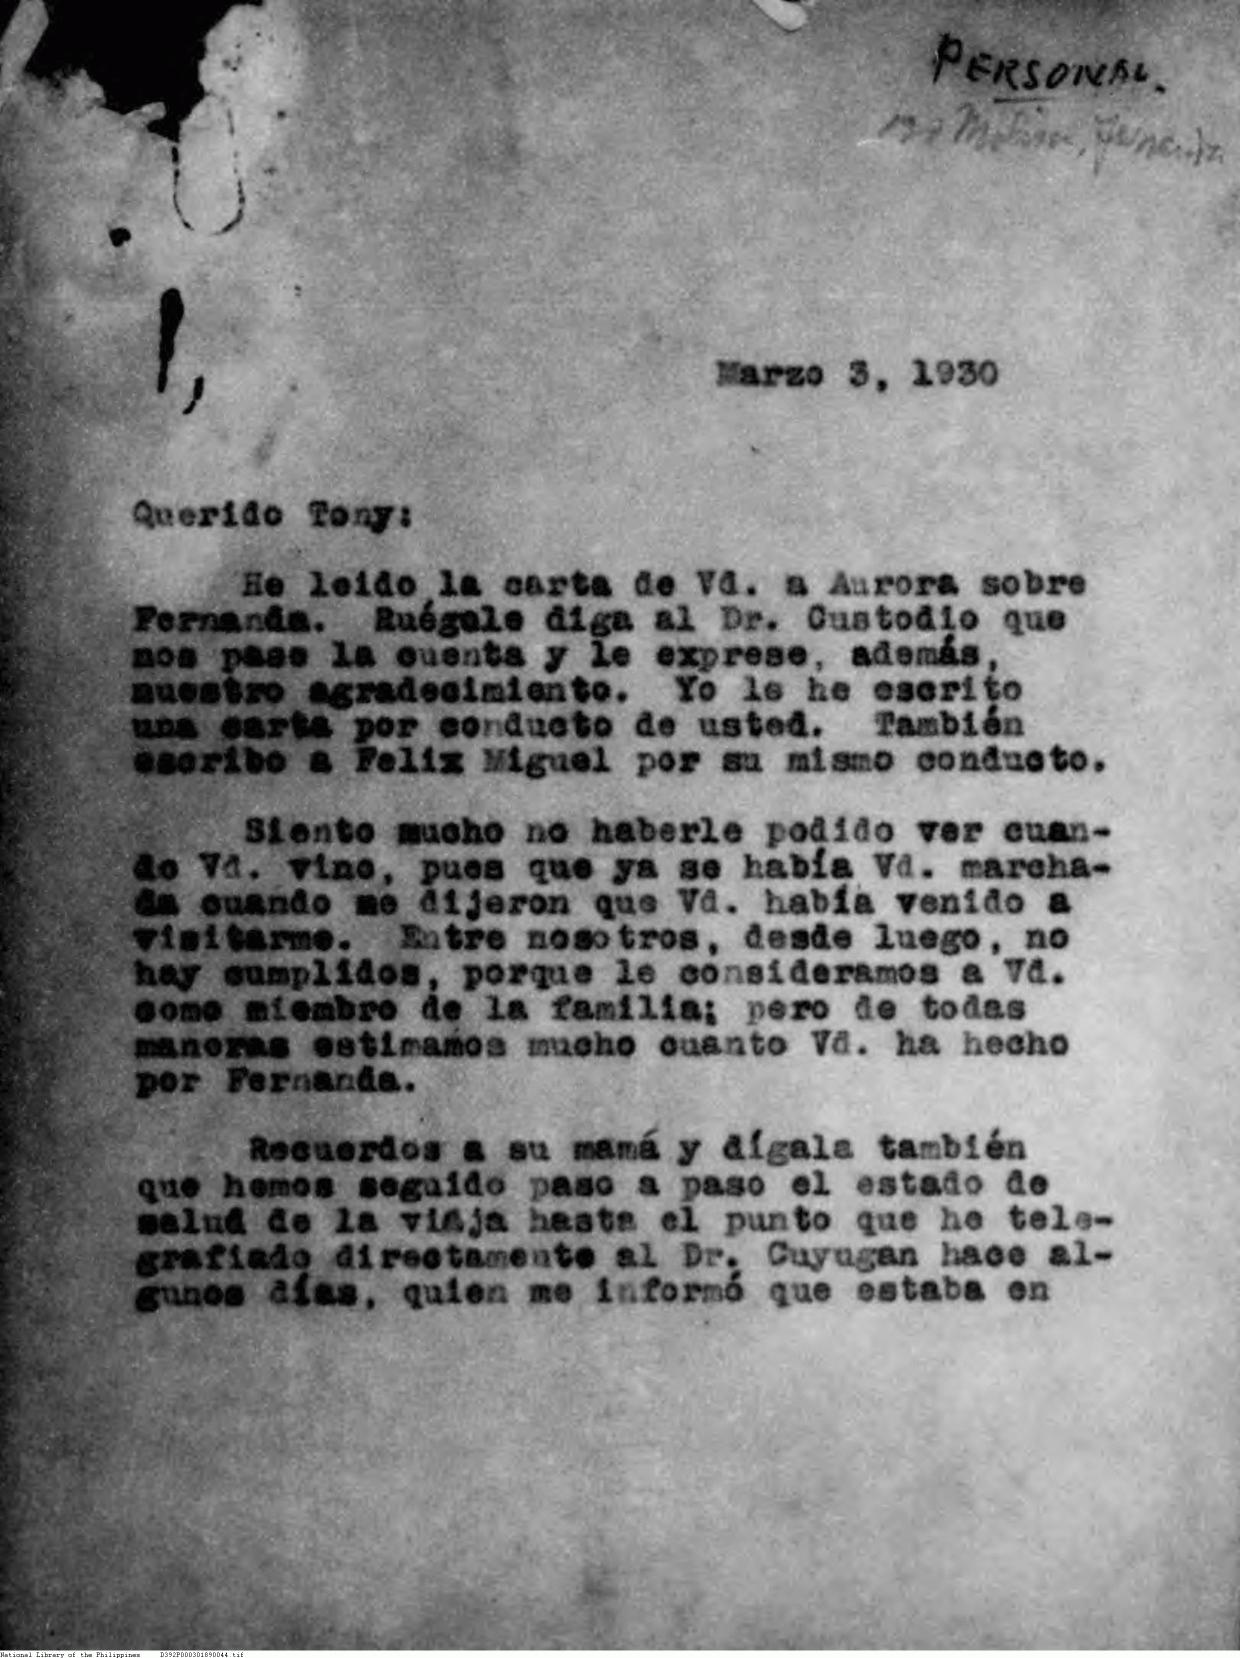 PERSONAL.
Marzo 3, 1930
Querido Tony:
He leido la carta de Vd. a Aurora sobre
Fernanda. Ruégole diga al Dr. Custodio que
nos pase la cuenta y le exprese, además,
nuestro agradecimiento. Yo le he escrito
una carta por conducto de usted. También
escribo a Felix Miguel por su mismo conducto.
Siento mucho no haberle podido ver cuan-
do Vd. vino, pues que ya se había Vd. marcha-
do cuando me dijeron que Vd. había venido a
visitarme. Entre nosotros, desde luego, no
hay cumplidos, porque le consideramos a Vd.
como miembro de la familia; pero de todas
maneras estimamos mucho cuanto Vd. ha hecho
por Fernanda.
Recuerdos a su mamá y dígala también
que hemos seguido paso a paso el estado de
salud de la vieja hasta el punto que he tele-
grafiado directamente al Dr. Cuyugan hace al-
gunos días, quien me informó que estaba en
National Library of the Philippines D392P000301890044.tif